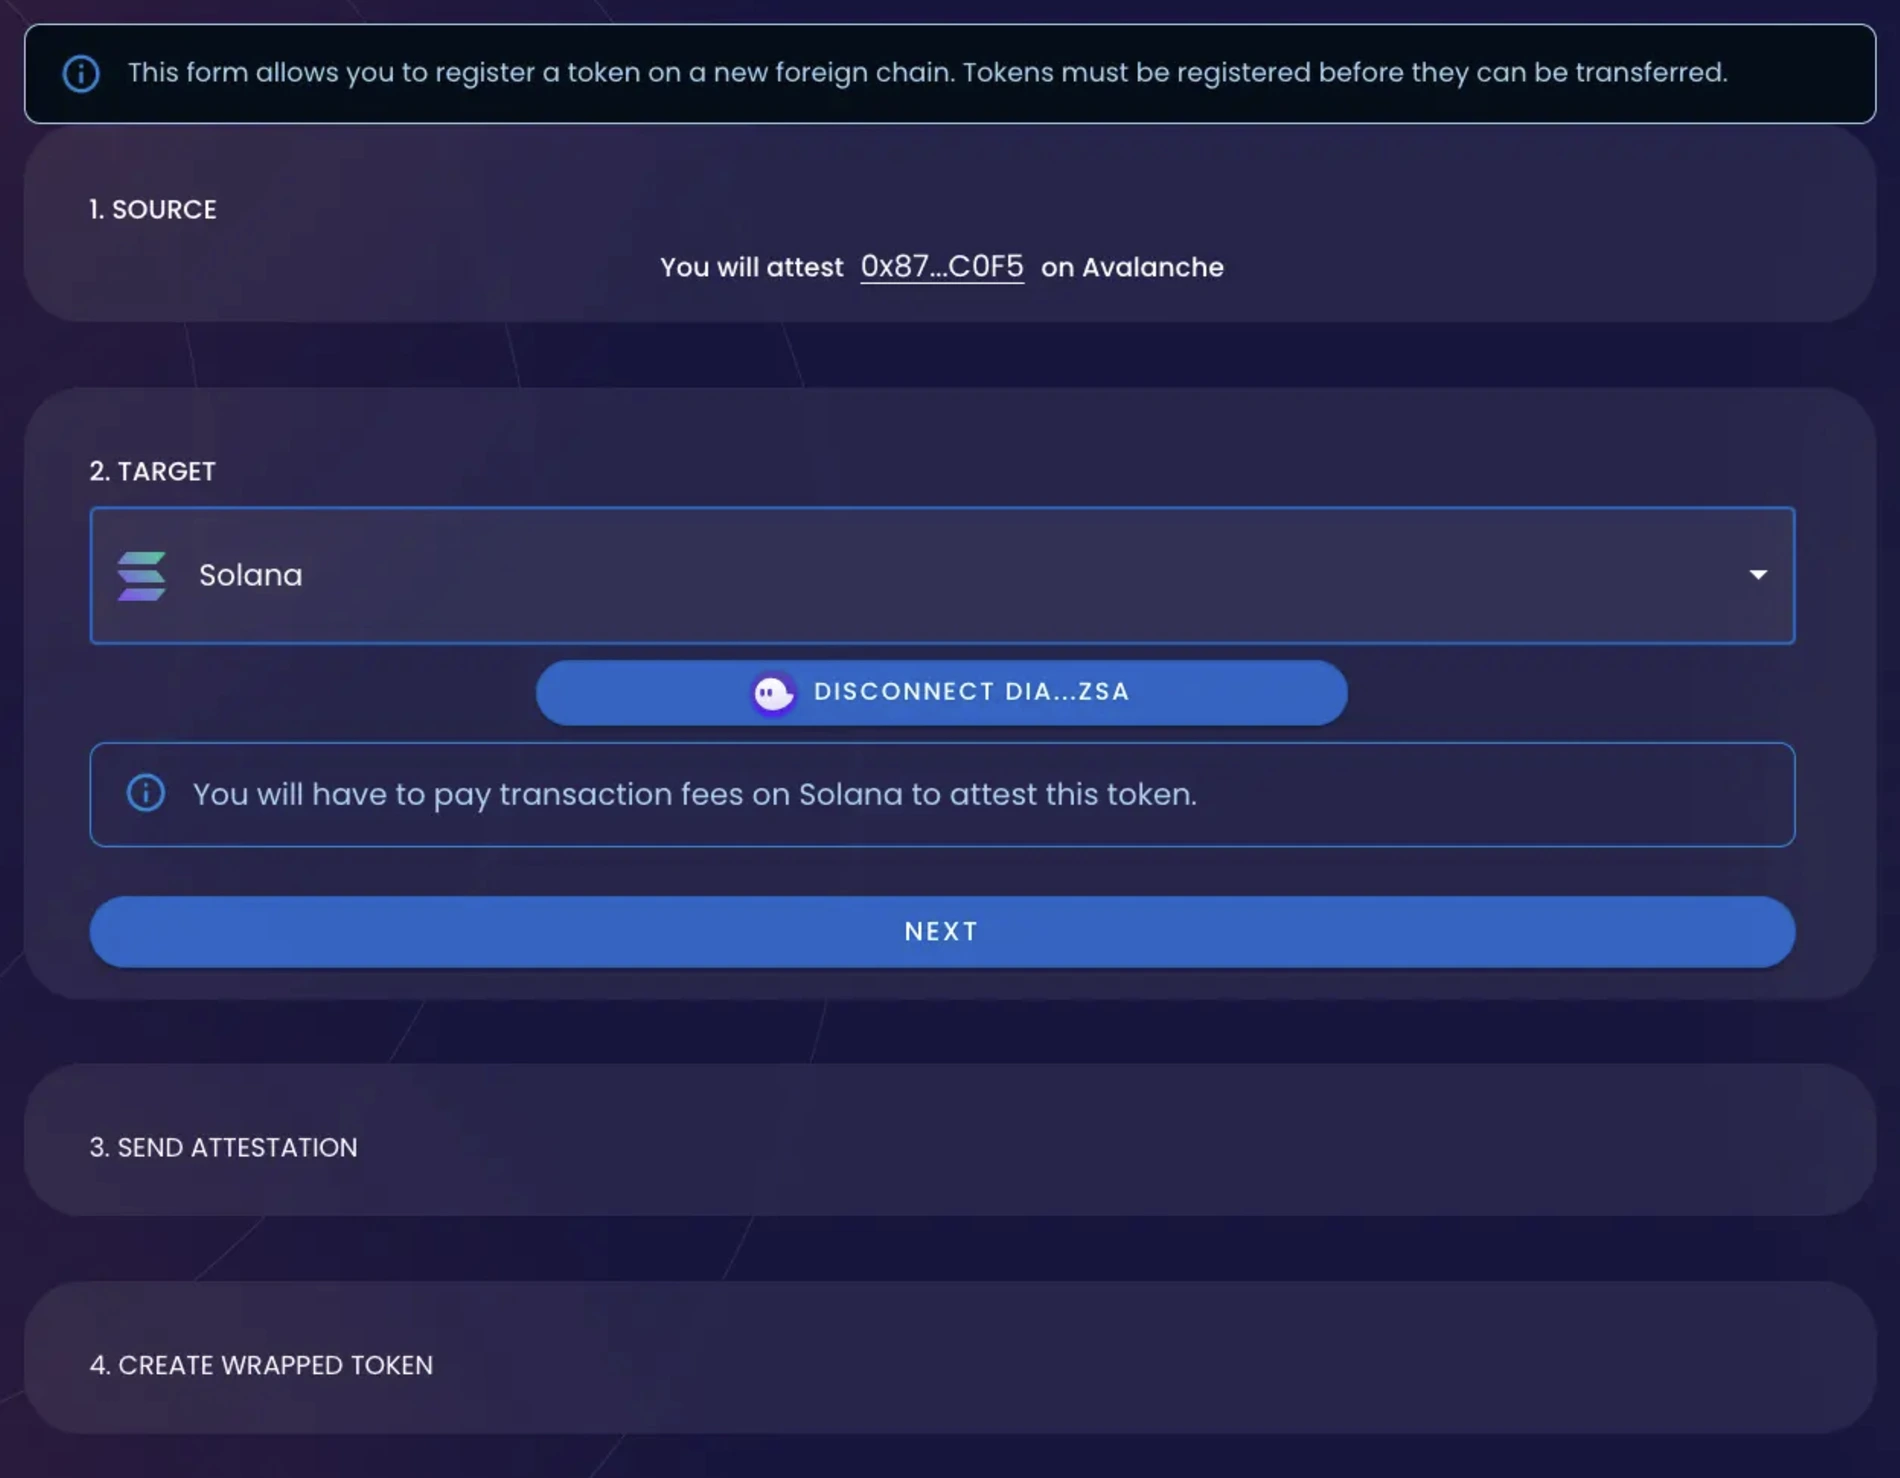 This form allows you to register a token on a new foreign chain. Tokens must be registered before they can be transferred.
1. SOURCE
You will attest 0x87...C0F5 on Avalanche
2. TARGET
Solana
DISCONNECT DIA...ZSA
You will have to pay transaction fees on Solana to attest this token.
NEXT
3. SEND ATTESTATION
4. CREATE WRAPPED TOKEN